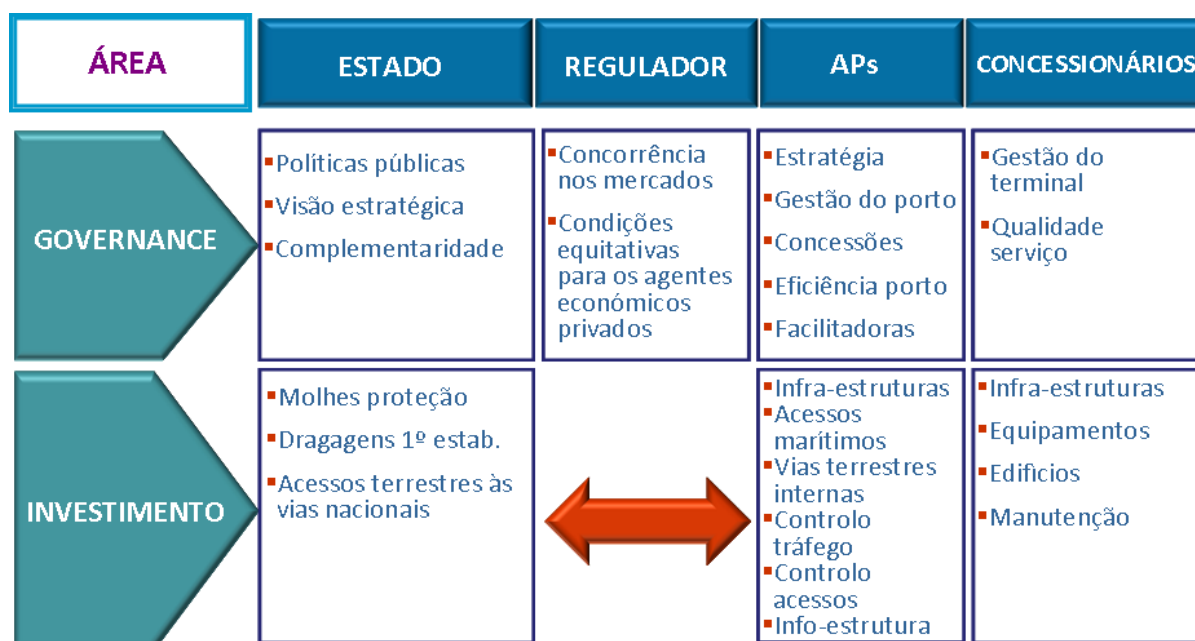 ÁREA
ESTADO
REGULADOR
APs
CONCESSIONÁRIOS
GOVERNANCE
▪Políticas públicas
▪Visão estratégica
▪Complementaridade
▪Concorrência
nos mercados
▪Condições
equitativas
para os agentes
económicos
privados
▪Estratégia
▪Gestão do porto
▪Concessões
▪Eficiência porto
▪Facilitadoras
▪Gestão do
terminal
▪Qualidade
serviço
INVESTIMENTO
▪Molhes proteção
▪Dragagens 1º estab.
▪Acessos terrestres às
vias nacionais
▪Infra-estruturas
▪Acessos
marítimos
▪Vias terrestres
internas
▪Controlo
tráfego
▪Controlo
acessos
▪Info-estrutura
▪Infra-estruturas
▪Equipamentos
▪Edificios
▪Manutenção